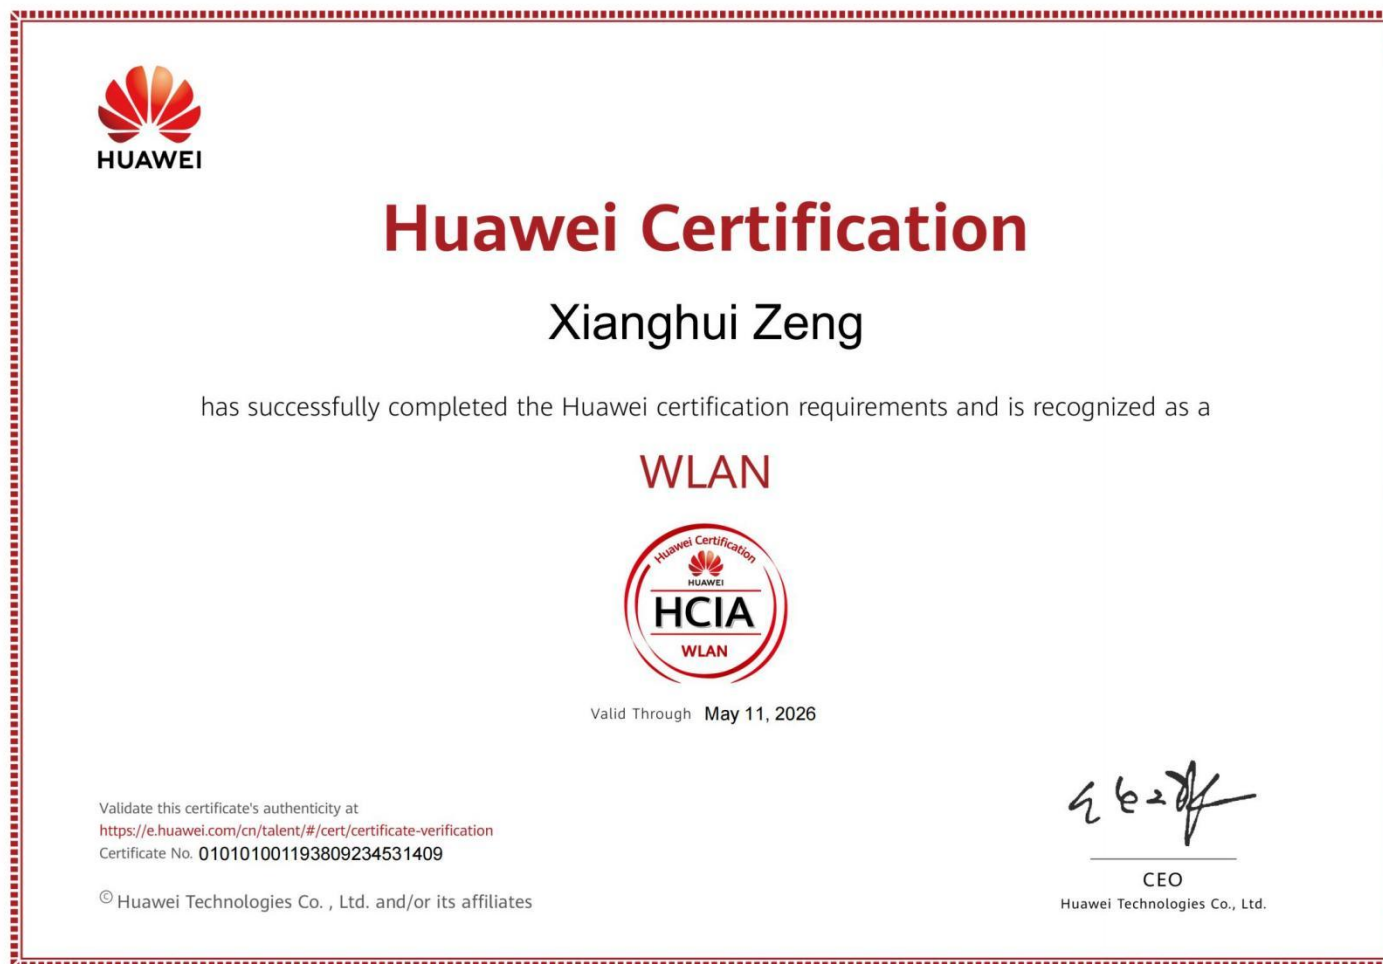 HUAWEI
Huawei Certification
Xianghui Zeng
has successfully completed the Huawei certification requirements and is recognized as a
WLAN
Huawei Certification
HUAWEI
HCIA
WLAN
Valid Through May 11, 2026
Validate this certificate's authenticity at
https://e.huawei.com/cn/talent/#/cert/certificate-verification
Certificate No. 010101001193809234531409
© Huawei Technologies Co. , Ltd. and/or its affiliates
CEO
Huawei Technologies Co., Ltd.